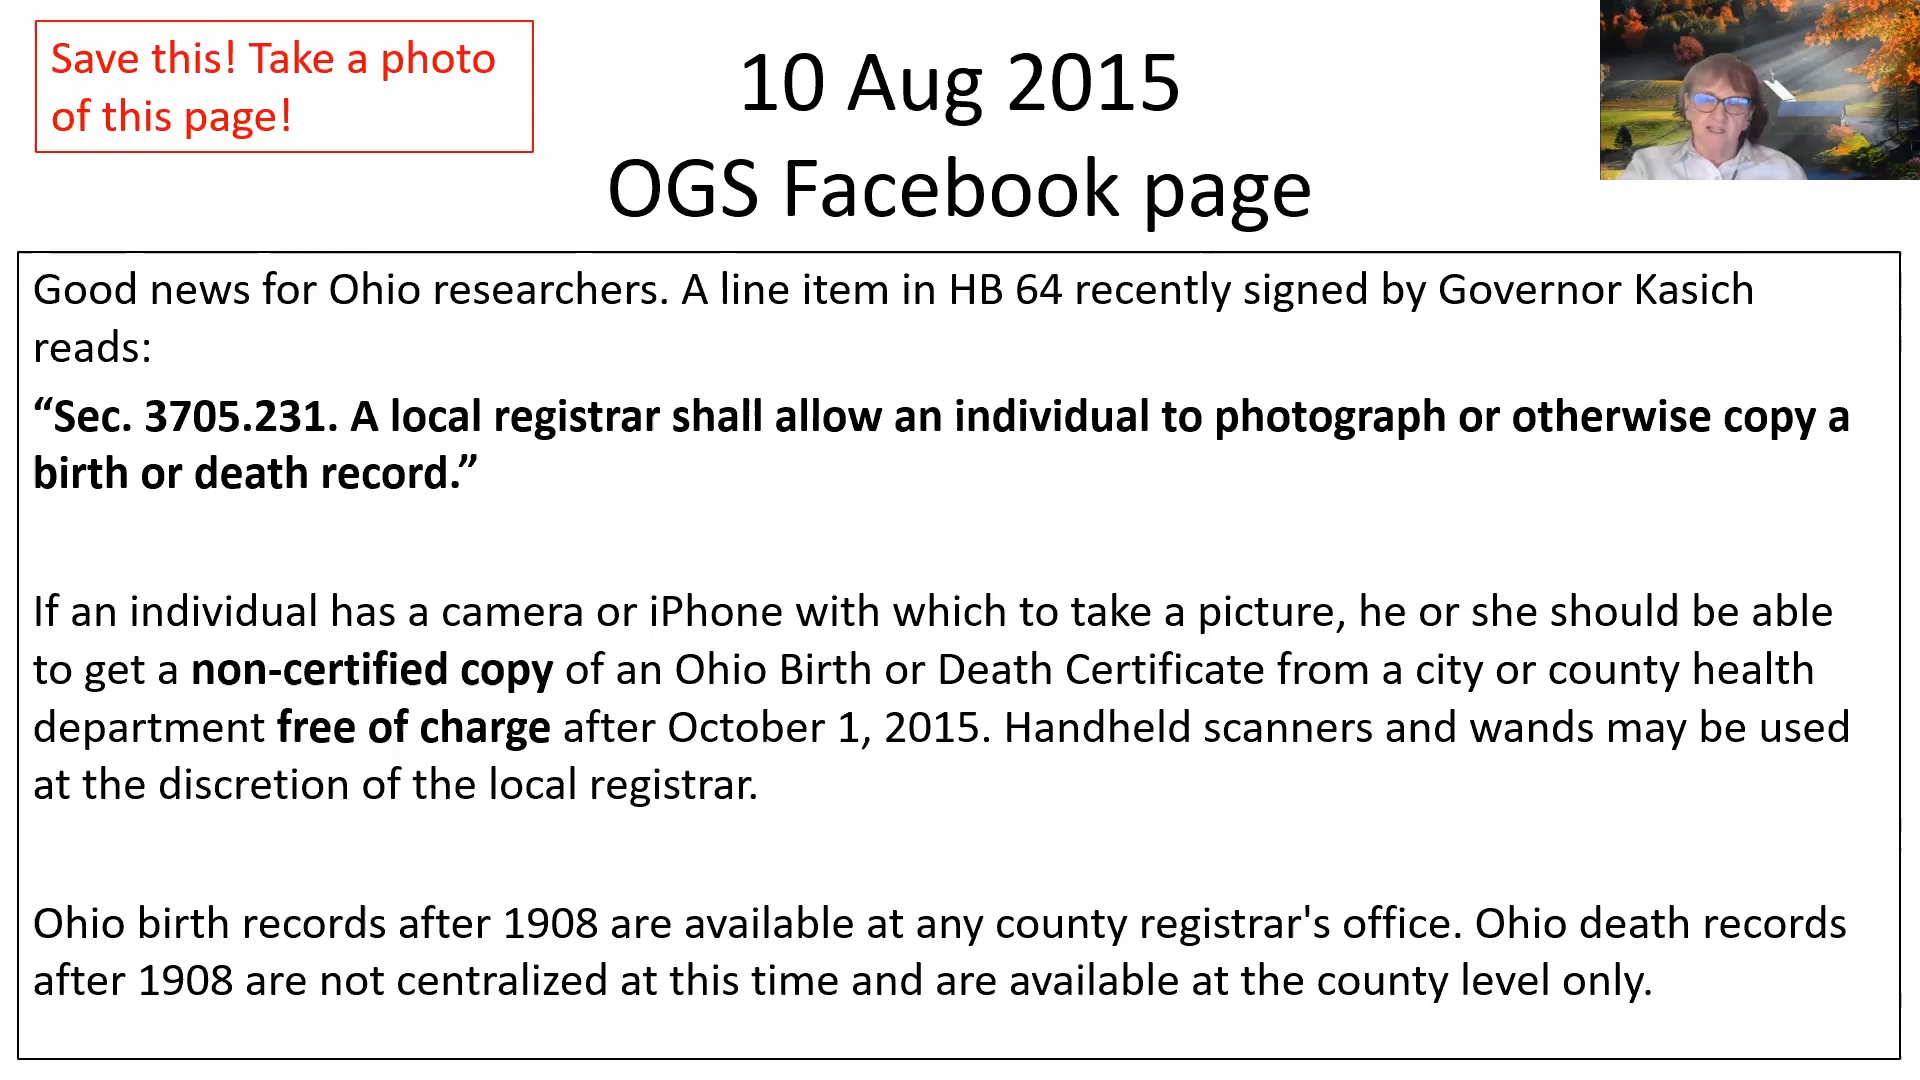 Save this! Take a photo
of this page!
10 Aug 2015
OGS Facebook page
Good news for Ohio researchers. A line item in HB 64 recently signed by Governor Kasich
reads:
“Sec. 3705.231. A local registrar shall allow an individual to photograph or otherwise copy a
birth or death record.”
If an individual has a camera or iPhone with which to take a picture, he or she should be able
to get a non-certified copy of an Ohio Birth or Death Certificate from a city or county health
department free of charge after October 1, 2015. Handheld scanners and wands may be used
at the discretion of the local registrar.
Ohio birth records after 1908 are available at any county registrar's office. Ohio death records
after 1908 are not centralized at this time and are available at the county level only.